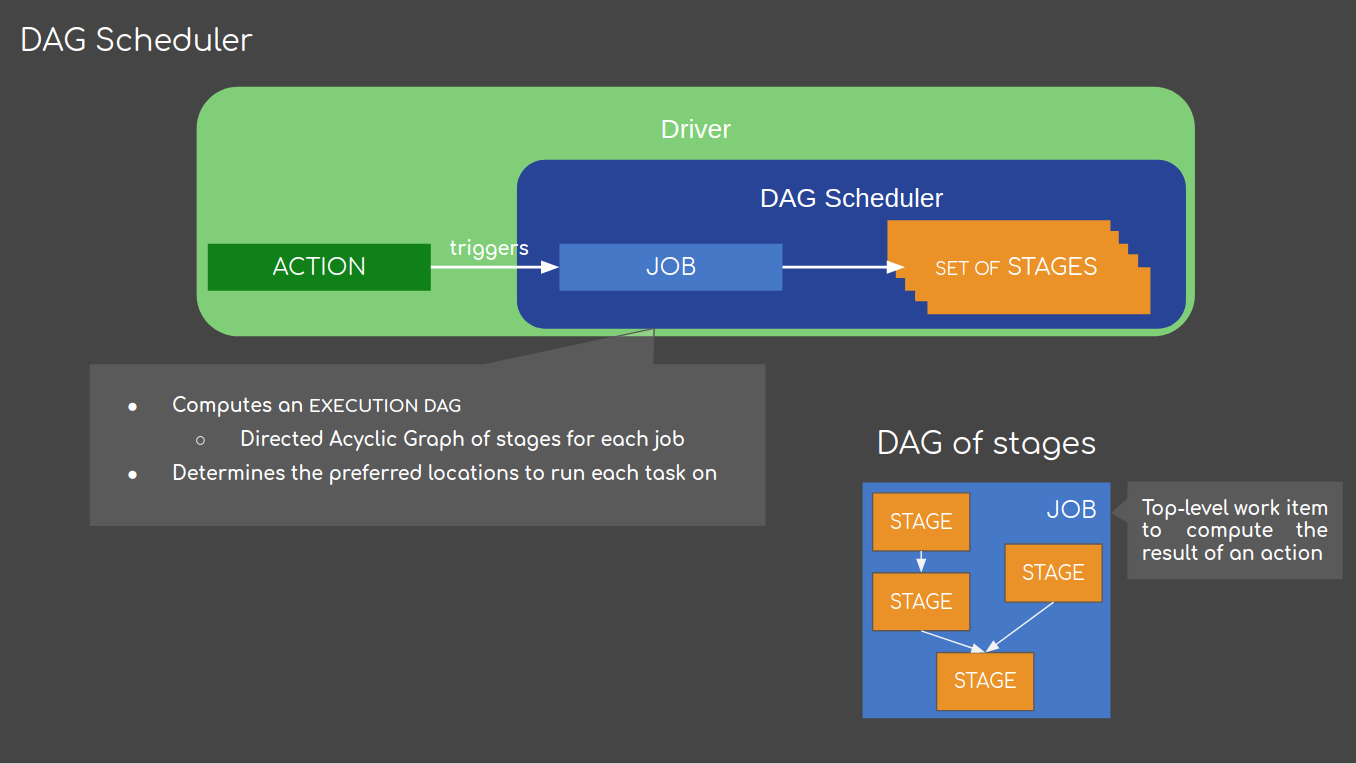 DAG Scheduler
Driver
DAG Scheduler
ACTION
triggers
JOB
SET OF STAGES
● Computes an EXECUTION DAG
○ Directed Acyclic Graph of stages for each job
● Determines the preferred locations to run each task on
DAG of stages
JOB
STAGE
STAGE
STAGE
STAGE
Top-level work item
to compute the
result of an action